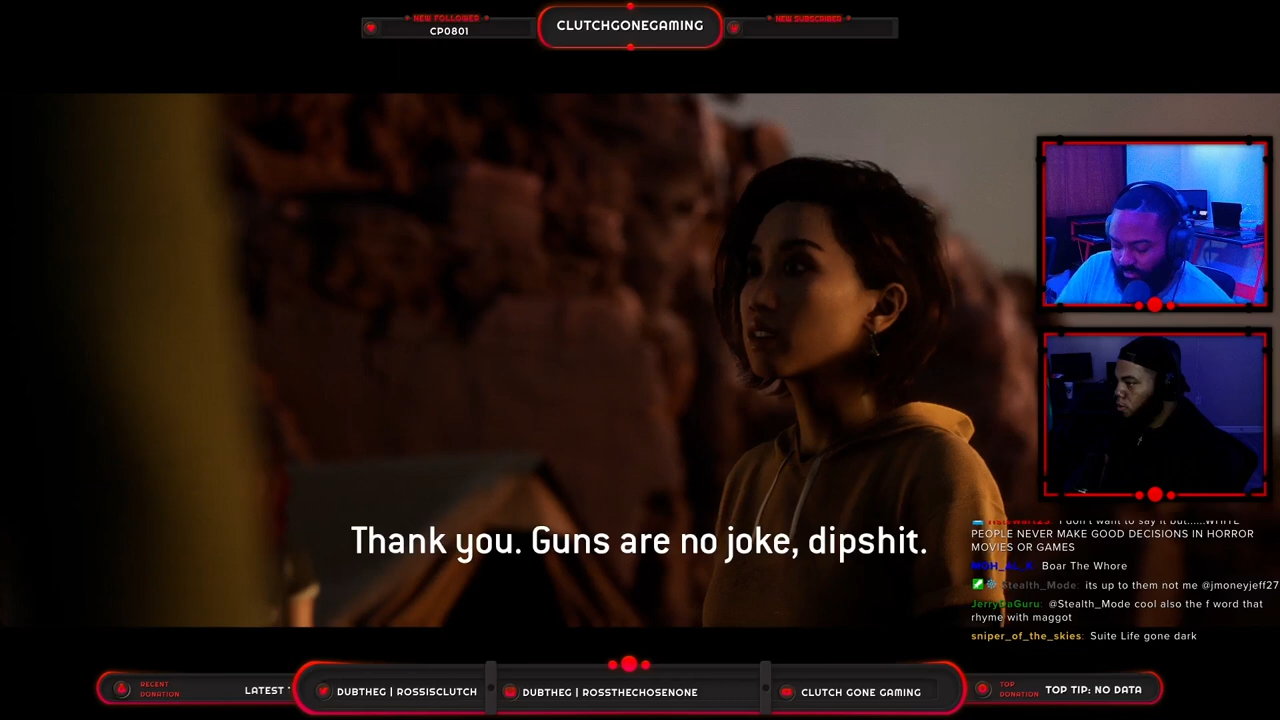 NEW FOLLOWER
CP0801
CLUTCHGONEGAMING
NEW SUBSCRIBER
Thank you. Guns are no joke, dipshit.
I don't want to say it but......WHITE
PEOPLE NEVER MAKE GOOD DECISIONS IN HORROR
MOVIES OR GAMES
Boar The Whore
Stealth_Mode: its up to them not me @jmoneyjeff27
JerryDaGuru: @Stealth_Mode cool also the f word that
rhyme with maggot
sniper_of_the_skies: Suite Life gone dark
RECENT
DONATION
LATEST
DUBTHEG | ROSSISCLUTCH
DUBTHEG | ROSSTHECHOSENONE
CLUTCH GONE GAMING
TOP
DONATION
TOP TIP: NO DATA